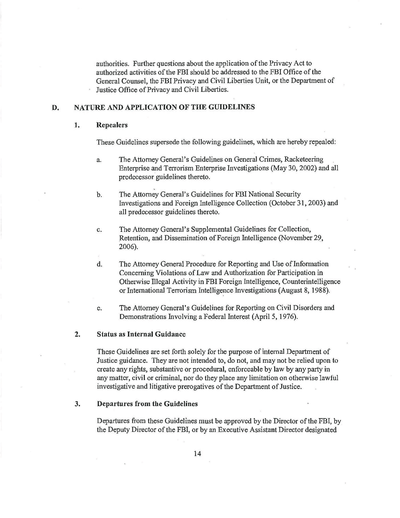 authorities. Further questions about the application of the Privacy Act to
authorized activities of the FBI should be addressed to the FBI Office of the
General Counsel, the FBI Privacy and Civil Liberties Unit, or the Department of
Justice Office of Privacy and Civil Liberties.
D. NATURE AND APPLICATION OF THE GUIDELINES
1. Repealers
These Guidelines supersede the following guidelines, which are hereby repealed:
a. The Attorney General's Guidelines on General Crimes, Racketeering
Enterprise and Terrorism Enterprise Investigations (May 30, 2002) and all
predecessor guidelines thereto.
b. The Attorney General's Guidelines for FBI National Security
Investigations and Foreign Intelligence Collection (October 31, 2003) and
all predecessor guidelines thereto.
c. The Attorney General's Supplemental Guidelines for Collection,
Retention, and Dissemination of Foreign Intelligence (November 29,
2006).
d. The Attorney General Procedure for Reporting and Use of Information
Concerning Violations of Law and Authorization for Participation in
Otherwise Illegal Activity in FBI Foreign Intelligence, Counterintelligence
or International Terrorism Intelligence Investigations (August 8, 1988).
e. The Attorney General's Guidelines for Reporting on Civil Disorders and
Demonstrations Involving a Federal Interest (April 5, 1976).
2. Status as Internal Guidance
These Guidelines are set forth solely for the purpose of internal Department of
Justice guidance. They are not intended to, do not, and may not be relied upon to
create any rights, substantive or procedural, enforceable by law by any party in
any matter, civil or criminal, nor do they place any limitation on otherwise lawful
investigative and litigative prerogatives of the Department of Justice.
3. Departures from the Guidelines
Departures from these Guidelines must be approved by the Director of the FBI, by
the Deputy Director of the FBI, or by an Executive Assistant Director designated
14